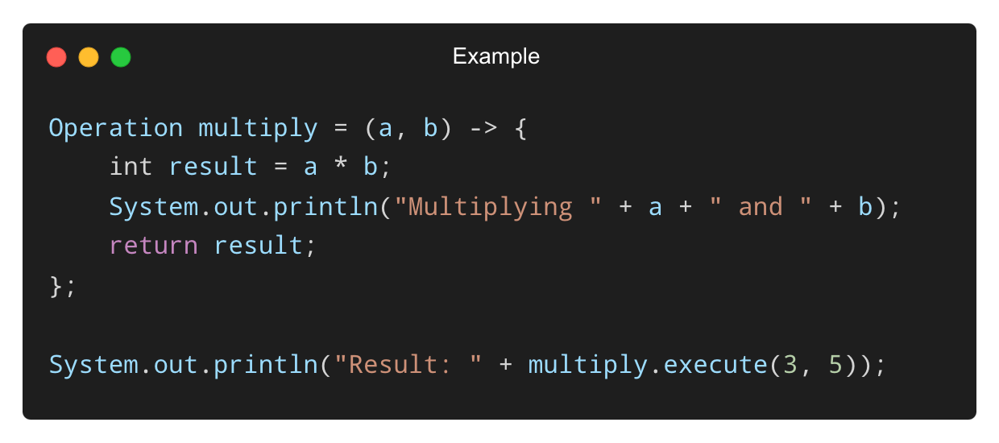 Example
Operation multiply = (a, b) -> {
    int result = a * b;
    System.out.println("Multiplying " + a + " and " + b);
    return result;
};
System.out.println("Result: " + multiply.execute(3, 5));